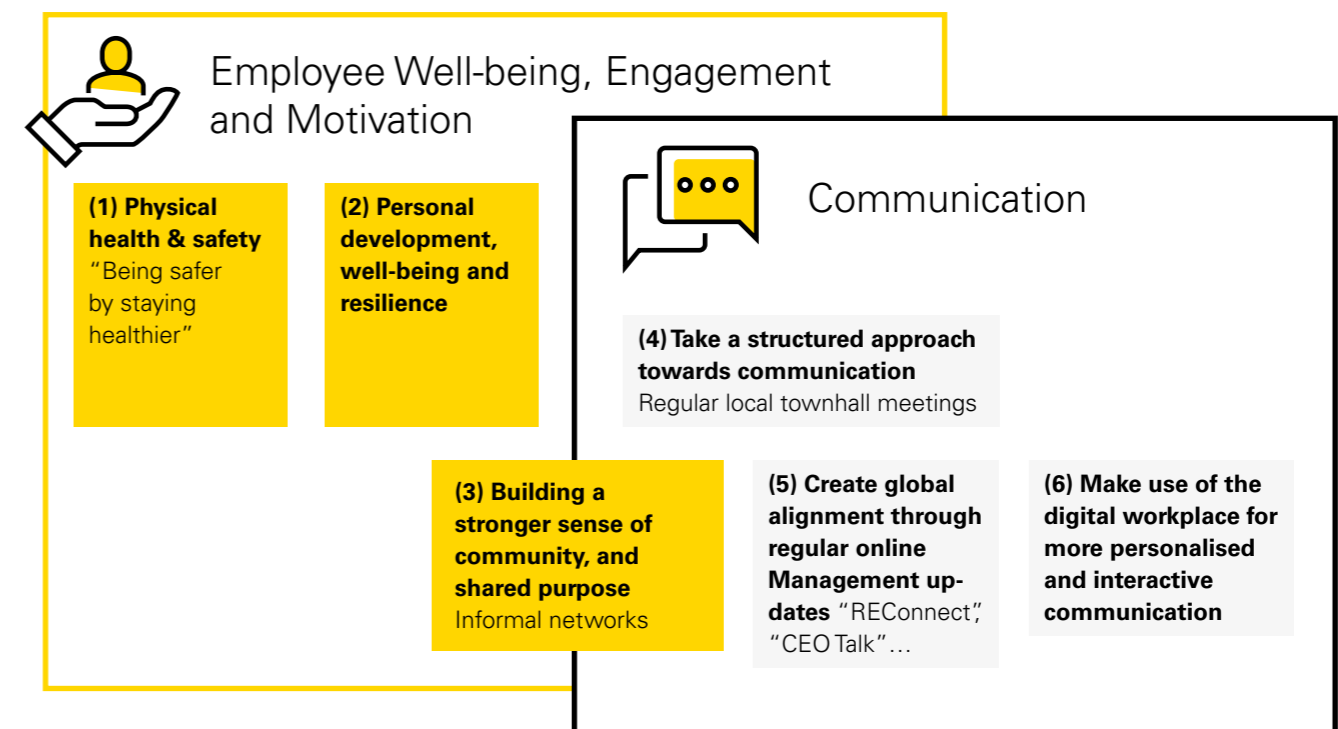 Employee Well-being, Engagement
and Motivation
(1) Physical
health & safety
“Being safer
by staying
healthier”
(2) Personal
development,
well-being and
resilience
Communication
(4) Take a structured approach
towards communication
Regular local townhall meetings
(3) Building a
stronger sense of
community, and
shared purpose
Informal networks
(5) Create global
alignment through
regular online
Management up-
dates “REConnect”,
“CEO Talk”…
(6) Make use of the
digital workplace for
more personalised
and interactive
communication